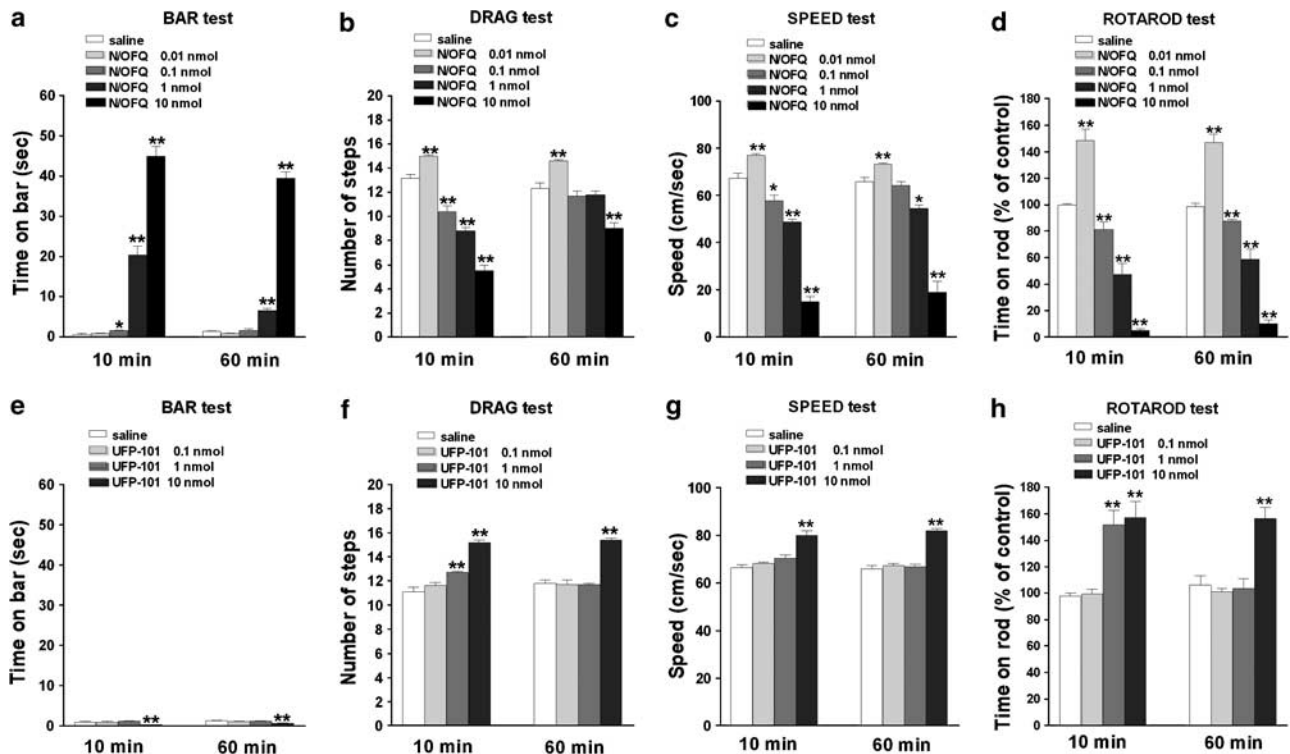 a
BAR test
saline
N/OFQ 0.01 nmol
N/OFQ 0.1 nmol
N/OFQ 1 nmol
N/OFQ 10 nmol
Time on bar (sec)
60
50
40
30
20
10
0
*
**
**
**
**
10 min
60 min
b
DRAG test
saline
N/OFQ 0.01 nmol
N/OFQ 0.1 nmol
N/OFQ 1 nmol
N/OFQ 10 nmol
Number of steps
20
18
16
14
12
10
8
6
4
2
0
**
**
**
**
**
**
10 min
60 min
c
SPEED test
saline
N/OFQ 0.01 nmol
N/OFQ 0.1 nmol
N/OFQ 1 nmol
N/OFQ 10 nmol
Speed (cm/sec)
100
80
60
40
20
0
**
*
**
**
**
*
**
10 min
60 min
d
ROTAROD test
saline
N/OFQ 0.01 nmol
N/OFQ 0.1 nmol
N/OFQ 1 nmol
N/OFQ 10 nmol
Time on rod (% of control)
180
160
140
120
100
80
60
40
20
0
**
**
**
**
**
**
**
**
10 min
60 min
e
BAR test
saline
UFP-101 0.1 nmol
UFP-101 1 nmol
UFP-101 10 nmol
Time on bar (sec)
60
50
40
30
20
10
0
**
**
10 min
60 min
f
DRAG test
saline
UFP-101 0.1 nmol
UFP-101 1 nmol
UFP-101 10 nmol
Number of steps
20
18
16
14
12
10
8
6
4
2
0
**
**
**
10 min
60 min
g
SPEED test
saline
UFP-101 0.1 nmol
UFP-101 1 nmol
UFP-101 10 nmol
Speed (cm/sec)
100
80
60
40
20
0
**
**
10 min
60 min
h
ROTAROD test
saline
UFP-101 0.1 nmol
UFP-101 1 nmol
UFP-101 10 nmol
Time on rod (% of control)
180
160
140
120
100
80
60
40
20
0
**
**
**
10 min
60 min